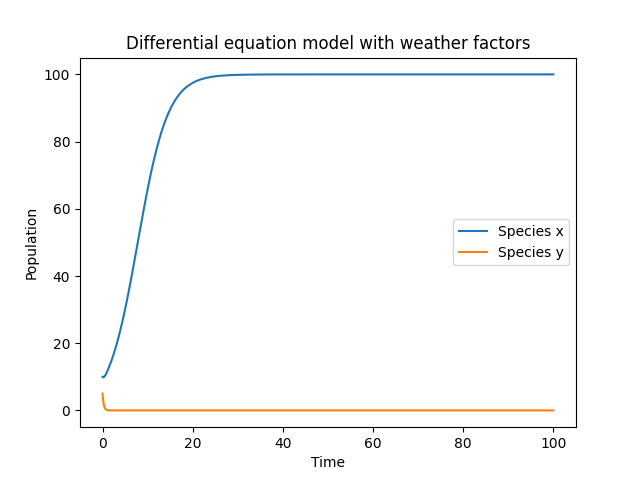 Differential equation model with weather factors
Population
100
80
60
40
20
0
Species x
Species y
0 20 40 60 80 100
Time